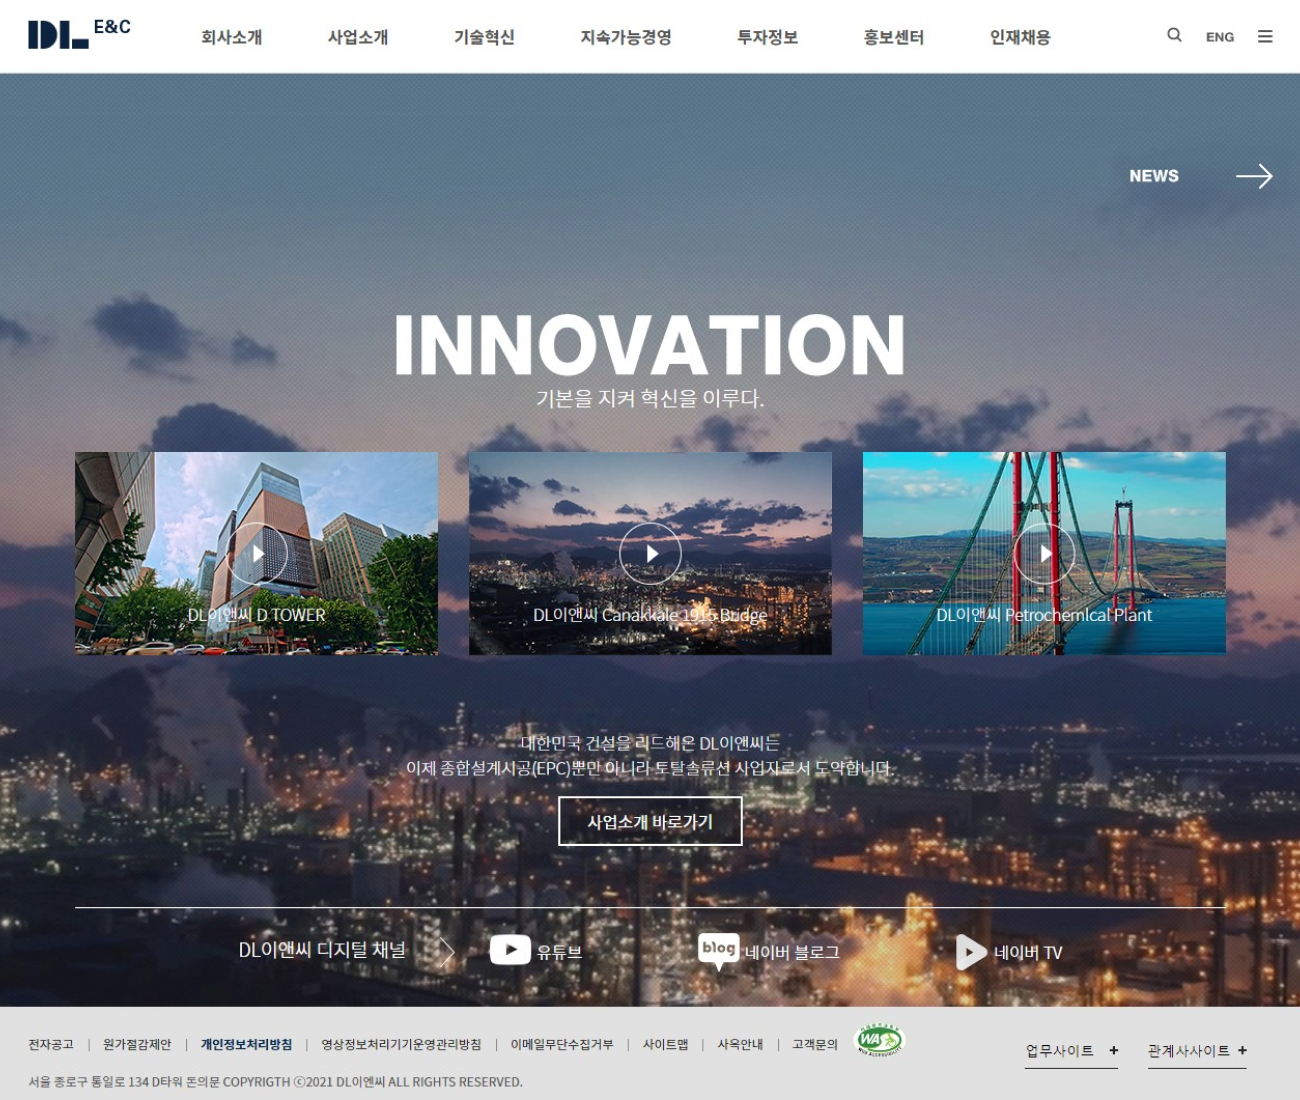 DL E&C
회사소개 사업소개 기술혁신 지속가능경영 투자정보 홍보센터 인재채용 ENG
NEWS
INNOVATION
기본을 지켜 혁신을 이루다.
DL이앤씨 D TOWER
DL이앤씨 Canakkale 1915 Bridge
DL이앤씨 Petrochemlcal Plant
대한민국 건설을 리드해온 DL이앤씨는
이제 종합설계시공(EPC)뿐만 아니라 토탈솔류션 사업자로서 도약합니다.
사업소개 바로가기
DL이앤씨 디지털 채널 유튜브 blog 네이버 블로그 네이버 TV
전자공고 | 원가절감제안 | 개인정보처리방침 | 영상정보처리기기운영관리방침 | 이메일무단수집거부 | 사이트맵 | 사옥안내 | 고객문의 WA
업무사이트 + 관계사사이트 +
서울 종로구 통일로 134 D타워 돈의문 COPYRIGTH ⓒ2021 DL이엔씨 ALL RIGHTS RESERVED.